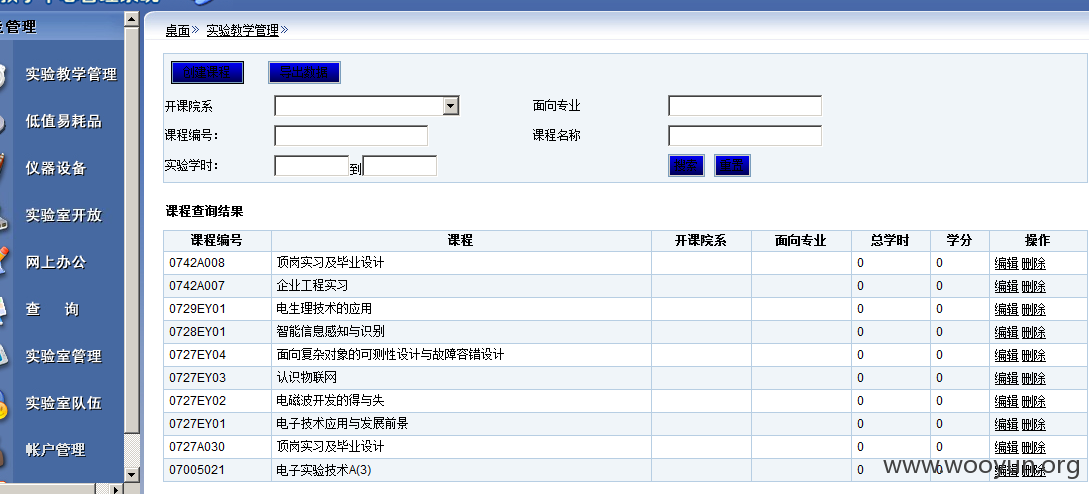 管理
桌面» 实验教学管理»
实验教学管理
低值易耗品
仪器设备
实验室开放
网上办公
查 询
实验室管理
实验室队伍
帐户管理
开课院系 面向专业
课程编号: 课程名称
实验学时: 到
课程查询结果
课程编号 课程 开课院系 面向专业 总学时 学分 操作
0742A008 顶岗实习及毕业设计 0 0 编辑 删除
0742A007 企业工程实习 0 0 编辑 删除
0729EY01 电生理技术的应用 0 0 编辑 删除
0728EY01 智能信息感知与识别 0 0 编辑 删除
0727EY04 面向复杂对象的可测性设计与故障容错设计 0 0 编辑 删除
0727EY03 认识物联网 0 0 编辑 删除
0727EY02 电磁波开发的得与失 0 0 编辑 删除
0727EY01 电子技术应用与发展前景 0 0 编辑 删除
0727A030 顶岗实习及毕业设计 0 0 编辑 删除
07005021 电子实验技术A(3) 0 0 编辑 删除
www.wooyun.org